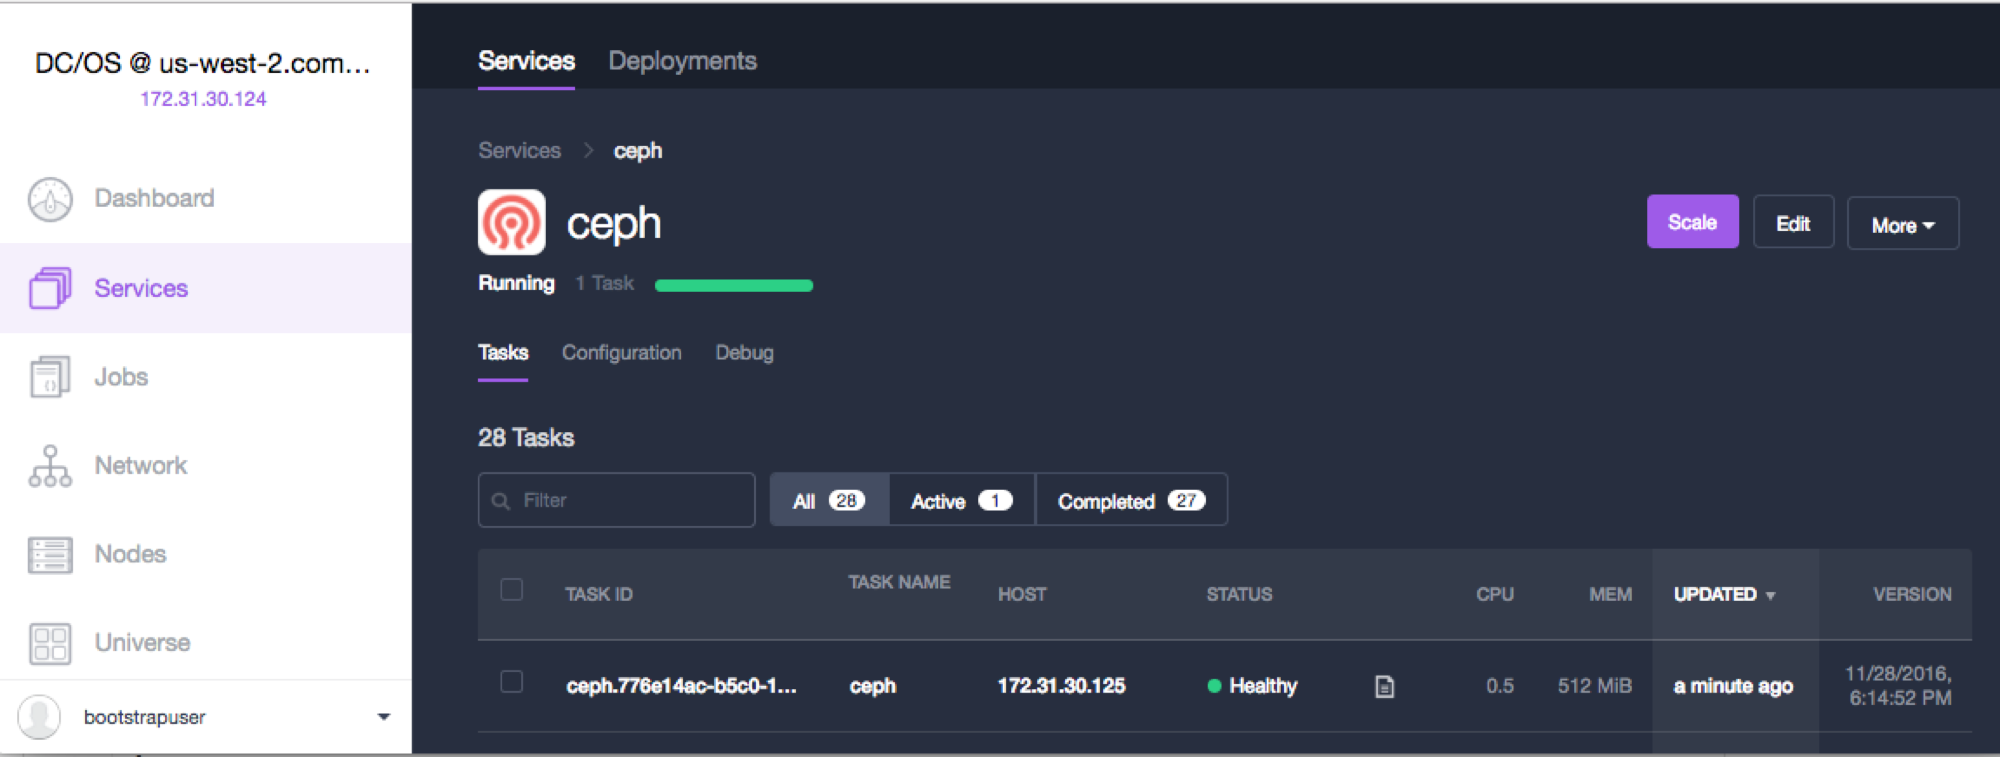 DC/OS @ us-west-2.com...
172.31.30.124
Dashboard
Services
Jobs
Network
Nodes
Universe
bootstrapuser
Services Deployments
Services > ceph
ceph
Scale Edit More
Running 1 Task
Tasks Configuration Debug
28 Tasks
Filter All 28 Active 1 Completed 27
TASK ID TASK NAME HOST STATUS CPU MEM UPDATED VERSION
ceph.776e14ac-b5c0-1... ceph 172.31.30.125 Healthy 0.5 512 MiB a minute ago 11/28/2016,
6:14:52 PM